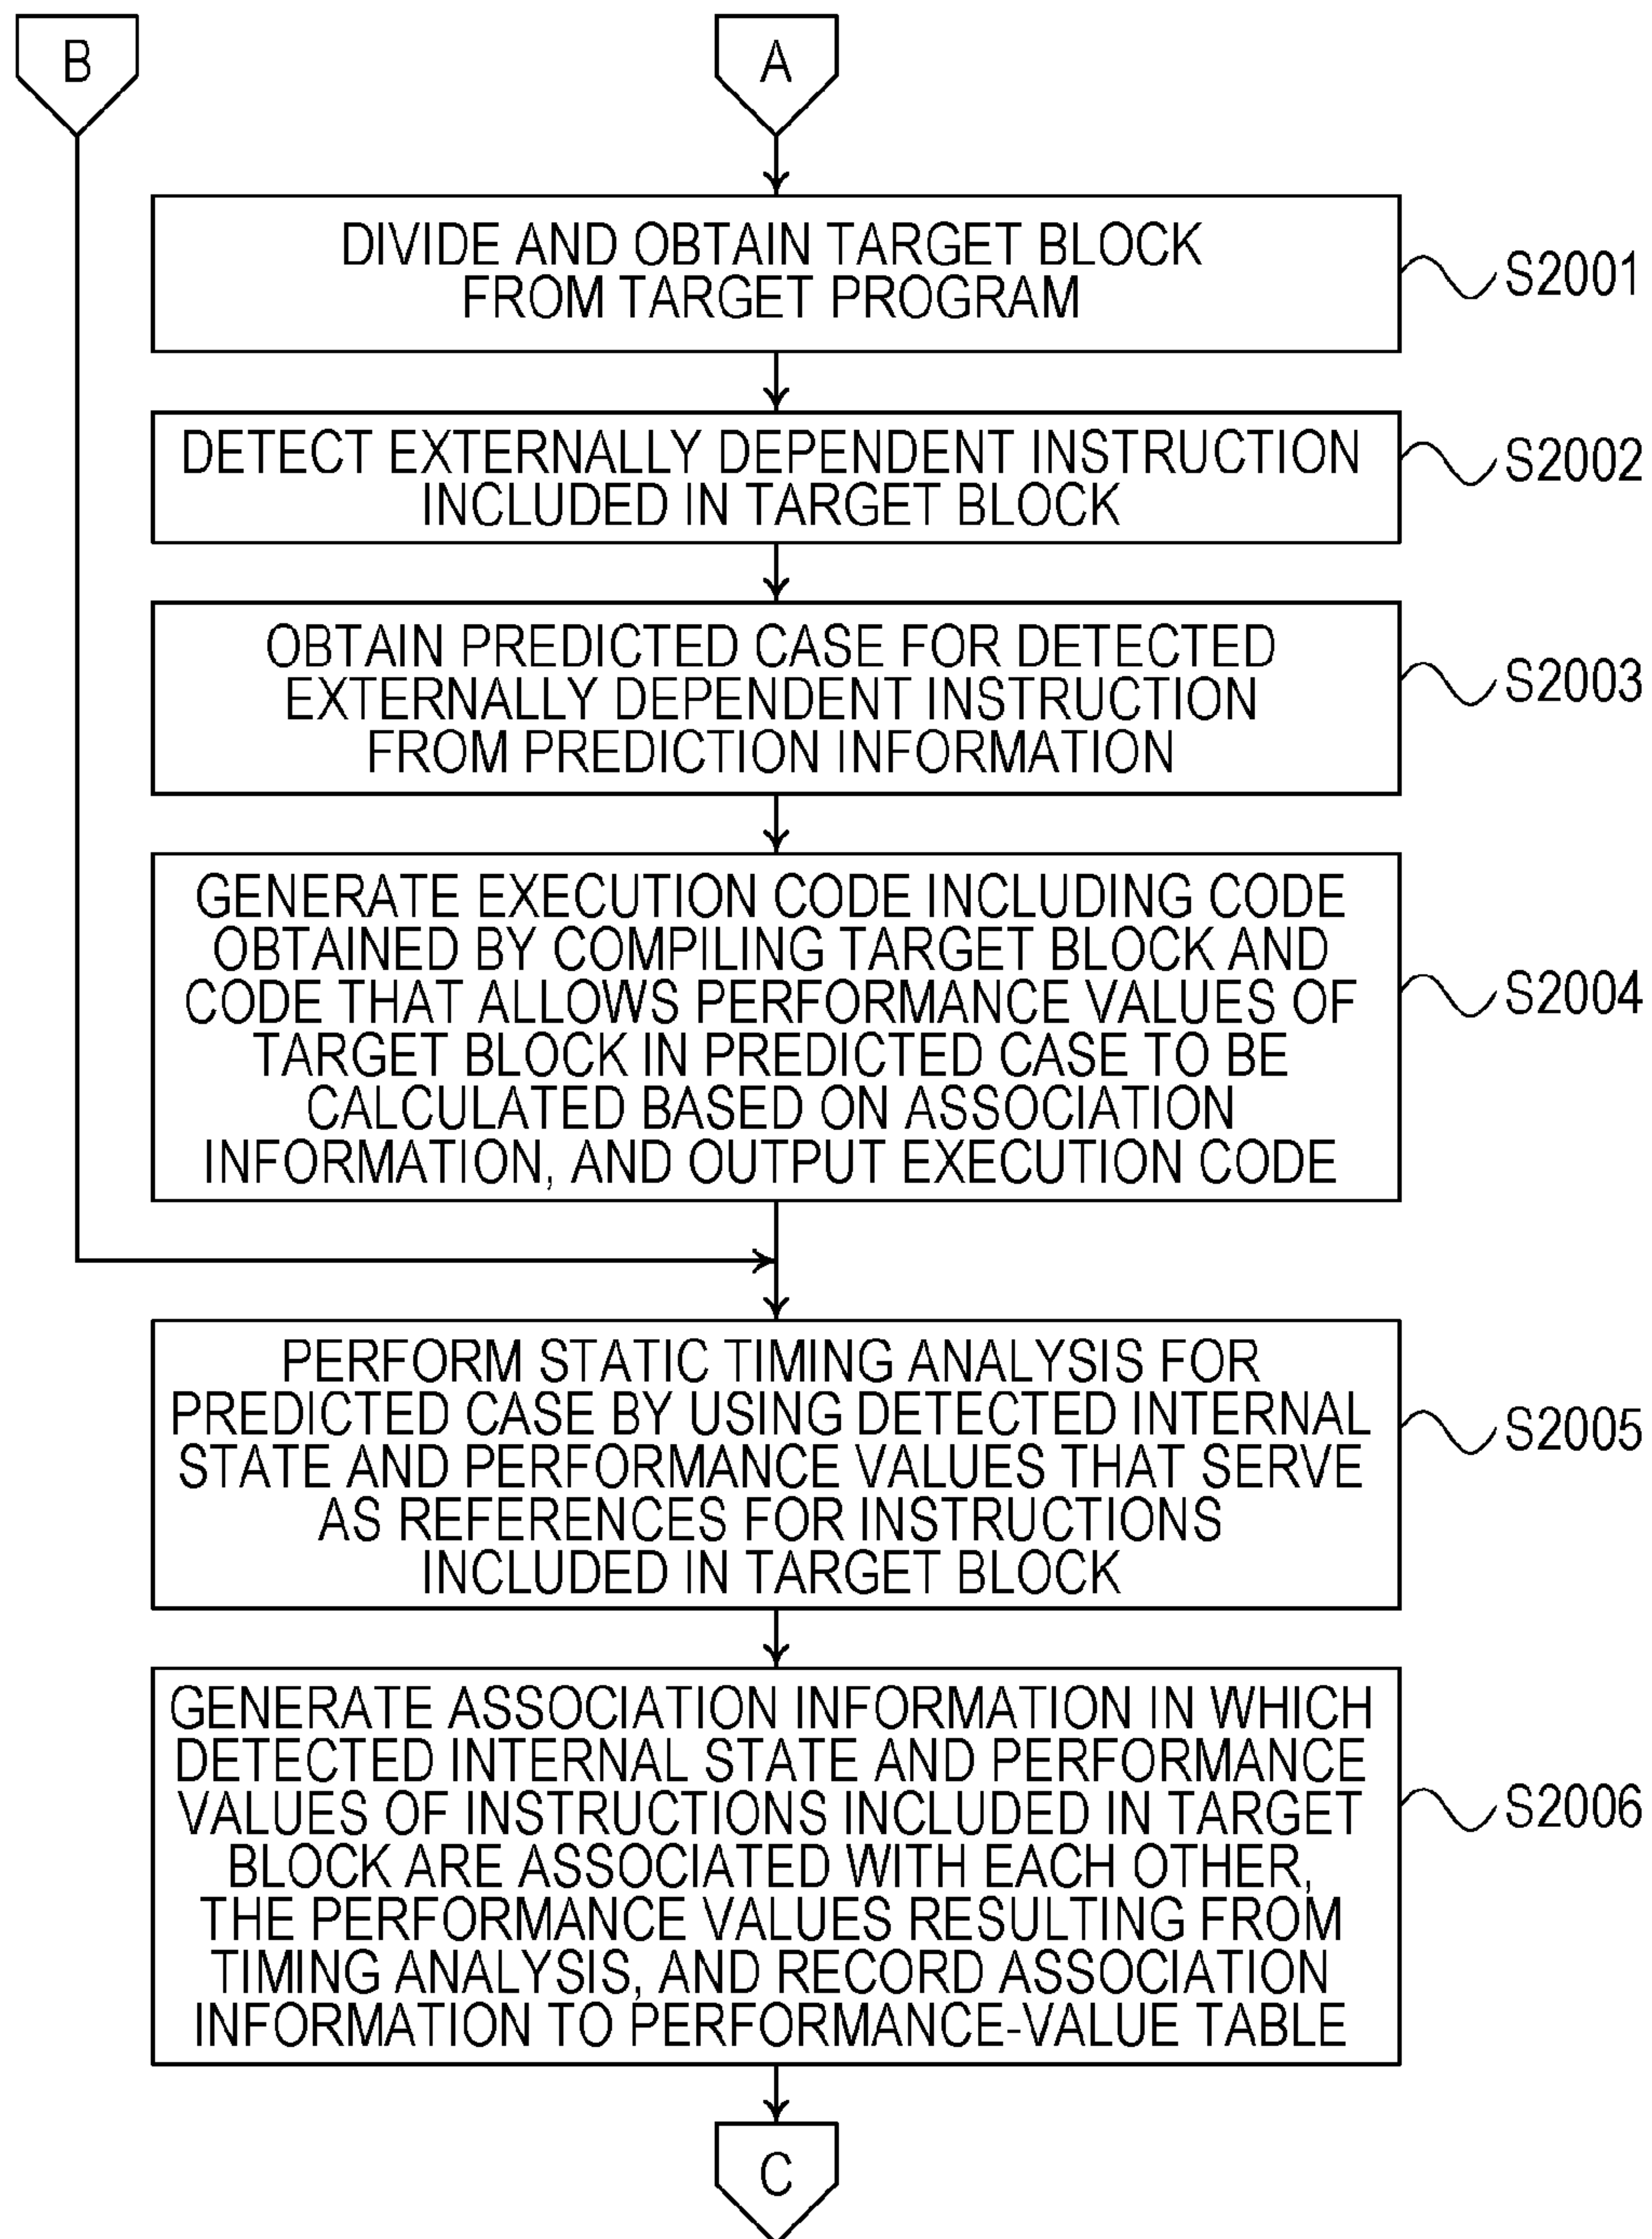 B
A
DIVIDE AND OBTAIN TARGET BLOCK
FROM TARGET PROGRAM
S2001
DETECT EXTERNALLY DEPENDENT INSTRUCTION
INCLUDED IN TARGET BLOCK
S2002
OBTAIN PREDICTED CASE FOR DETECTED
EXTERNALLY DEPENDENT INSTRUCTION
FROM PREDICTION INFORMATION
S2003
GENERATE EXECUTION CODE INCLUDING CODE
OBTAINED BY COMPILING TARGET BLOCK AND
CODE THAT ALLOWS PERFORMANCE VALUES OF
TARGET BLOCK IN PREDICTED CASE TO BE
CALCULATED BASED ON ASSOCIATION
INFORMATION, AND OUTPUT EXECUTION CODE
S2004
PERFORM STATIC TIMING ANALYSIS FOR
PREDICTED CASE BY USING DETECTED INTERNAL
STATE AND PERFORMANCE VALUES THAT SERVE
AS REFERENCES FOR INSTRUCTIONS
INCLUDED IN TARGET BLOCK
S2005
GENERATE ASSOCIATION INFORMATION IN WHICH
DETECTED INTERNAL STATE AND PERFORMANCE
VALUES OF INSTRUCTIONS INCLUDED IN TARGET
BLOCK ARE ASSOCIATED WITH EACH OTHER,
THE PERFORMANCE VALUES RESULTING FROM
TIMING ANALYSIS, AND RECORD ASSOCIATION
INFORMATION TO PERFORMANCE-VALUE TABLE
S2006
C